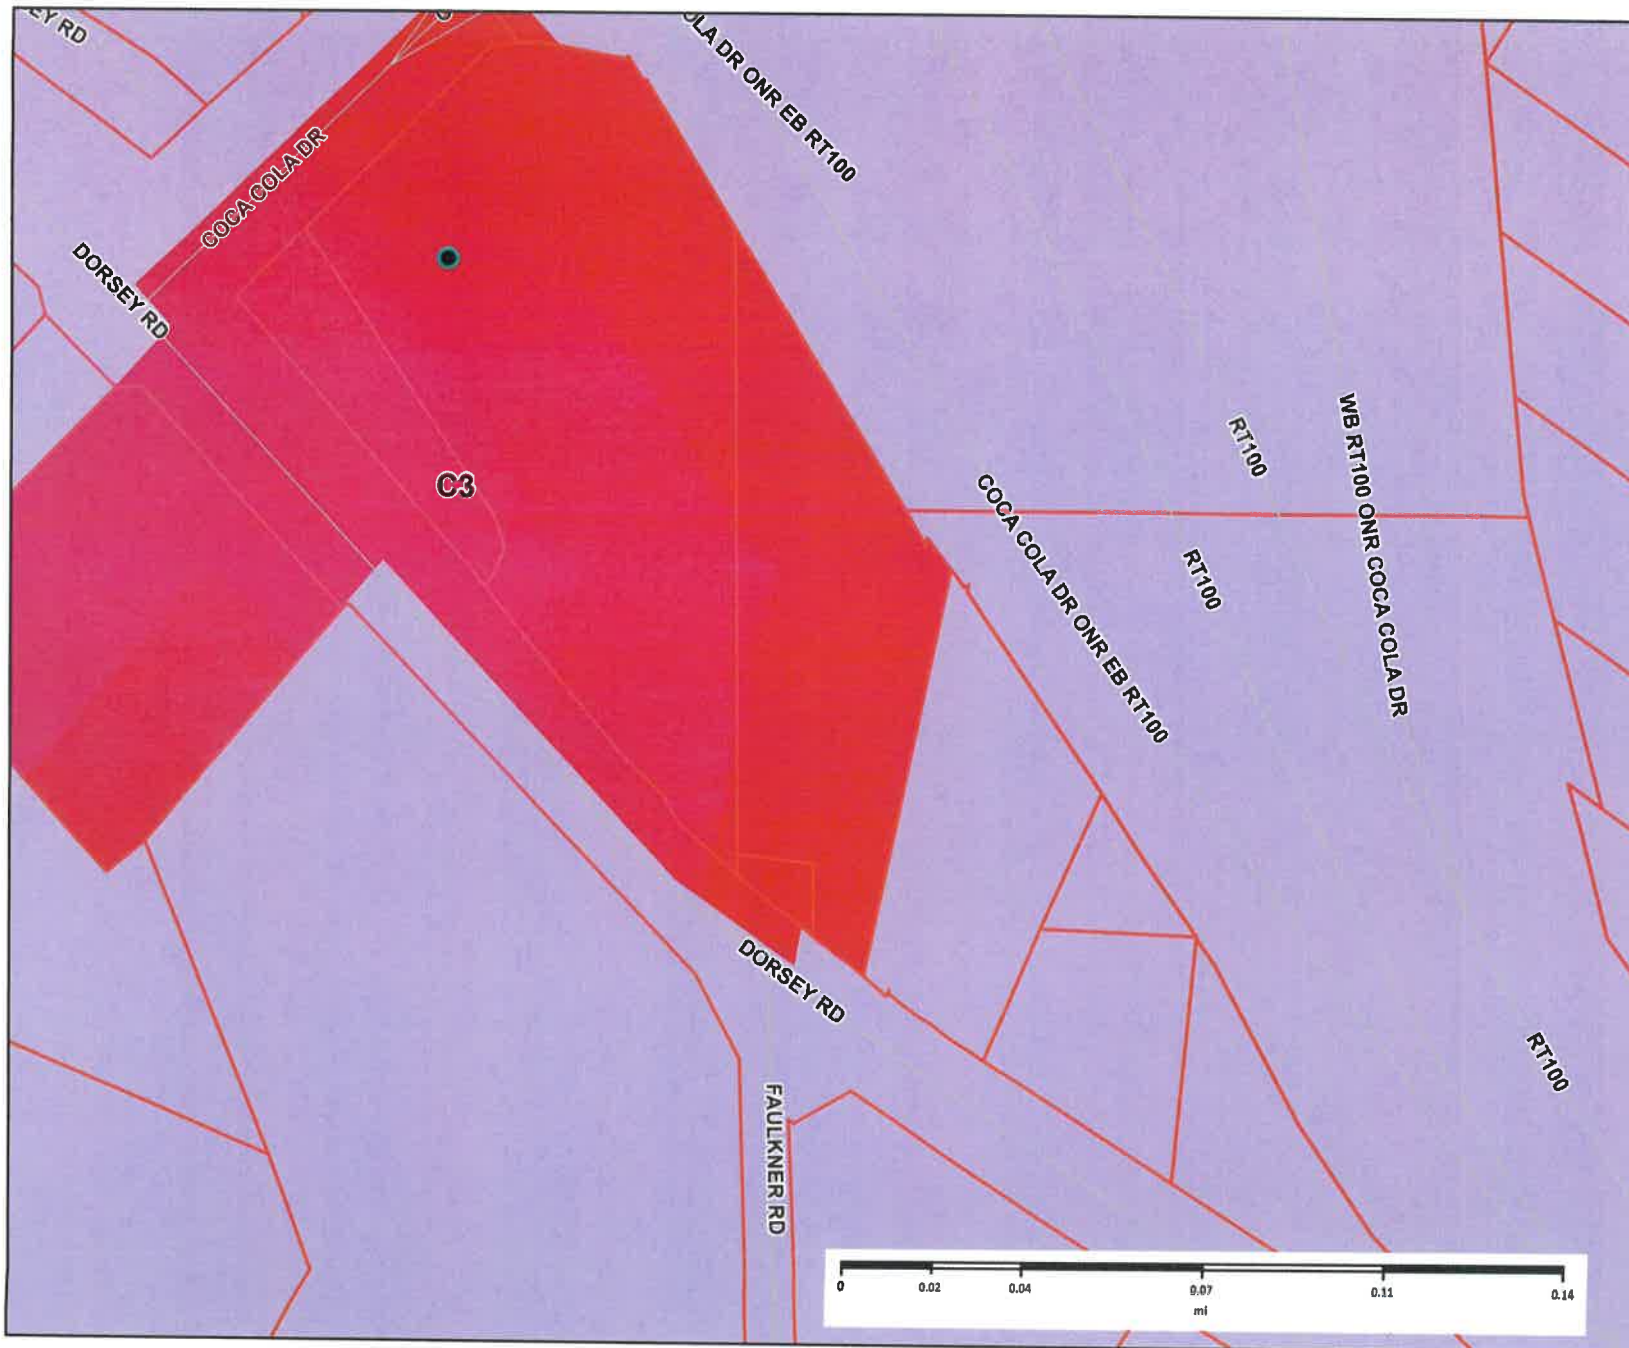 EY RD
OLA DR ONR EB RT100
COCA COLA DR
DORSEY RD
C3
RT100
WB RT100 ONR COCA COLA DR
COCA COLA DR ONR EB RT100
RT100
DORSEY RD
RT100
FAULKNER RD
0 0.02 0.04 0.07 0.11 0.14
mi